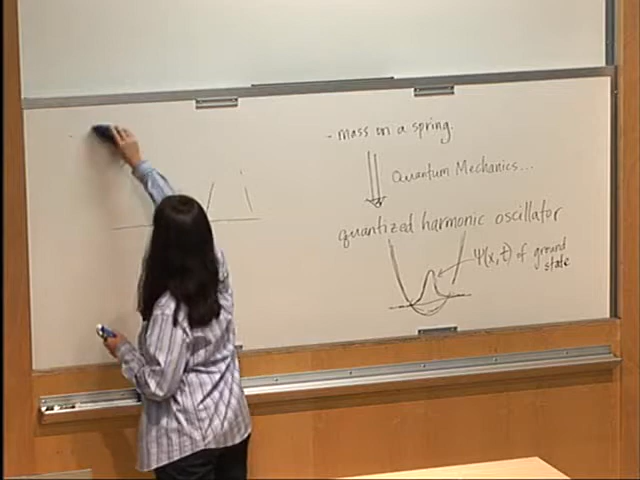 - mass on a spring.
Quantum Mechanics...
quantized harmonic oscillator
Ψ(x,t) of ground
state